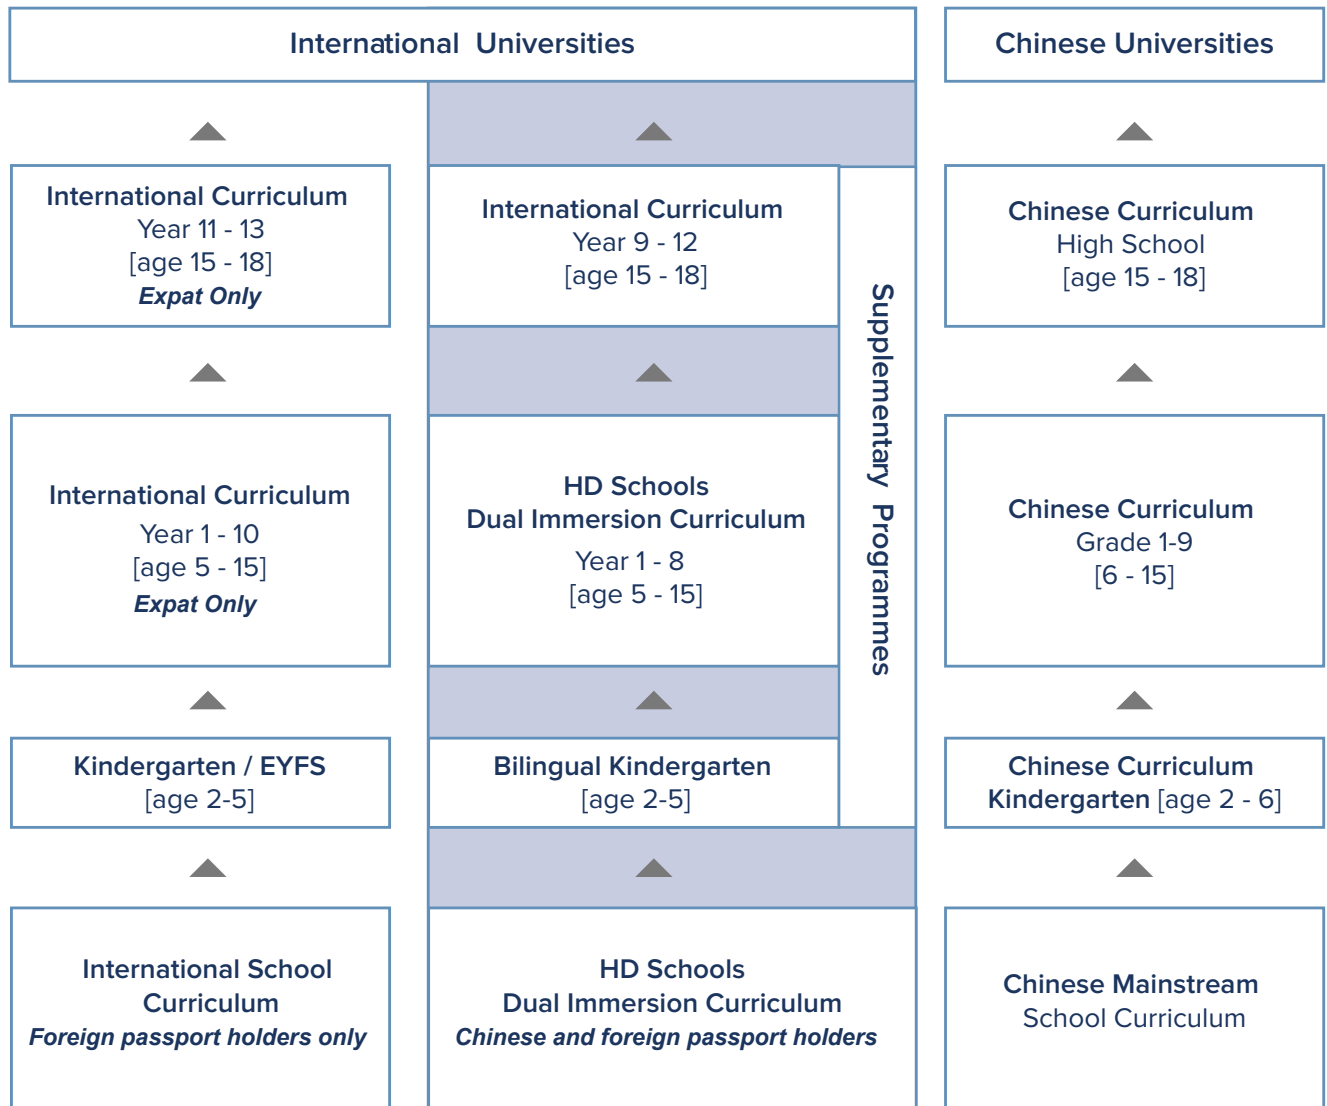 International Universities
Chinese Universities
International Curriculum
Year 11 - 13
[age 15 - 18]
Expat Only
International Curriculum
Year 9 - 12
[age 15 - 18]
Supplementary Programmes
Chinese Curriculum
High School
[age 15 - 18]
International Curriculum
Year 1 - 10
[age 5 - 15]
Expat Only
HD Schools
Dual Immersion Curriculum
Year 1 - 8
[age 5 - 15]
Chinese Curriculum
Grade 1-9
[6 - 15]
Kindergarten / EYFS
[age 2-5]
Bilingual Kindergarten
[age 2-5]
Chinese Curriculum
Kindergarten [age 2 - 6]
International School
Curriculum
Foreign passport holders only
HD Schools
Dual Immersion Curriculum
Chinese and foreign passport holders
Chinese Mainstream
School Curriculum